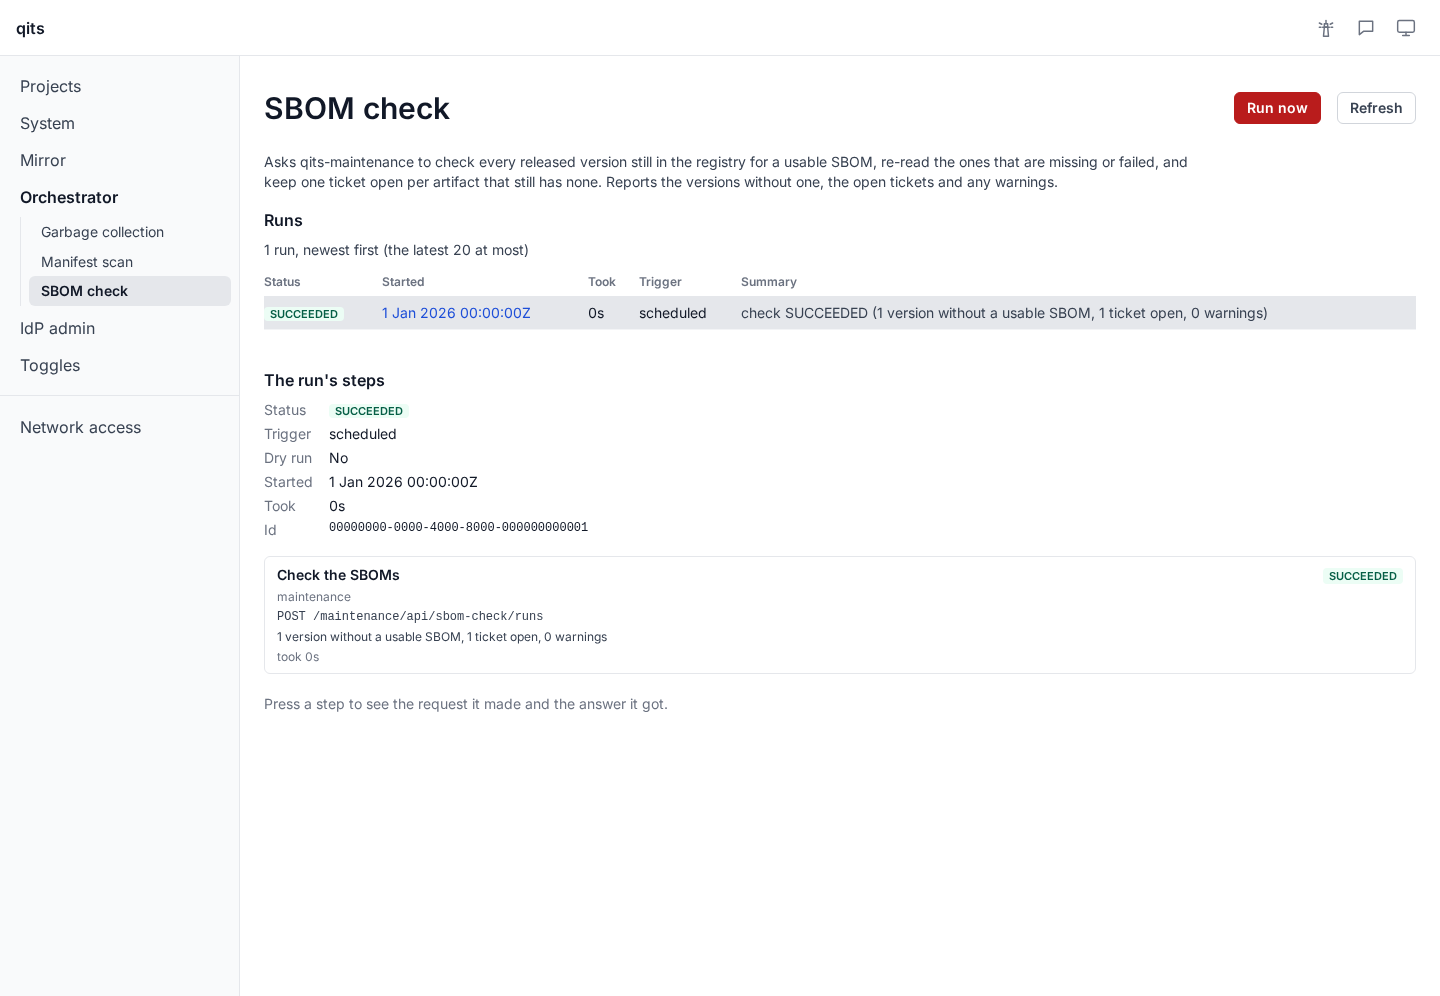 qits
Projects
System
Mirror
Orchestrator
Garbage collection
Manifest scan
SBOM check
IdP admin
Toggles
Network access
SBOM check
Run now
Refresh
Asks qits-maintenance to check every released version still in the registry for a usable SBOM, re-read the ones that are missing or failed, and
keep one ticket open per artifact that still has none. Reports the versions without one, the open tickets and any warnings.
Runs
1 run, newest first (the latest 20 at most)
Status Started Took Trigger Summary
SUCCEEDED 1 Jan 2026 00:00:00Z 0s scheduled check SUCCEEDED (1 version without a usable SBOM, 1 ticket open, 0 warnings)
The run's steps
Status SUCCEEDED
Trigger scheduled
Dry run No
Started 1 Jan 2026 00:00:00Z
Took 0s
Id 00000000-0000-4000-8000-000000000001
Check the SBOMs SUCCEEDED
maintenance
POST /maintenance/api/sbom-check/runs
1 version without a usable SBOM, 1 ticket open, 0 warnings
took 0s
Press a step to see the request it made and the answer it got.